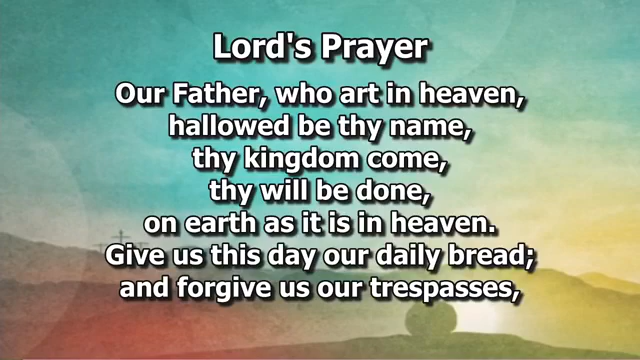 Lord's Prayer
Our Father, who art in heaven,
hallowed be thy name,
thy kingdom come,
thy will be done,
on earth as it is in heaven.
Give us this day our daily bread;
and forgive us our trespasses,